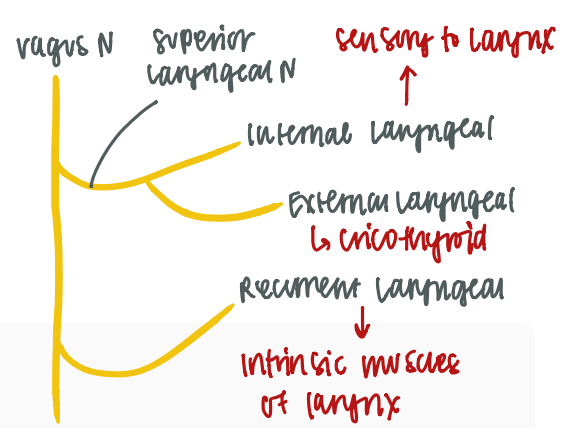 vagus N
superior
laryngeal N
sensory to larynx
Internal laryngeal
External laryngeal
↳ cricothyroid
Recurrent laryngeal
intrinsic muscles
of larynx